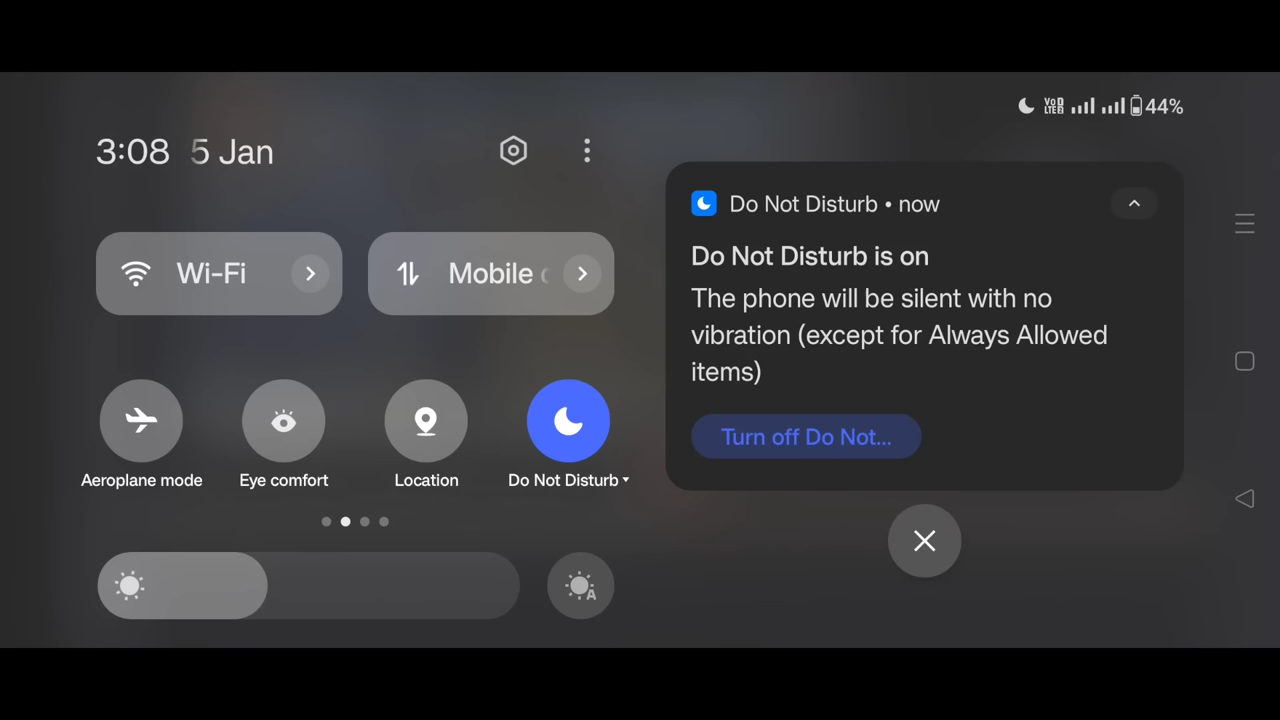 VoD
LTE2
44%
3:08 5 Jan
Wi-Fi
Mobile
Aeroplane mode
Eye comfort
Location
Do Not Disturb
A
Do Not Disturb • now
Do Not Disturb is on
The phone will be silent with no
vibration (except for Always Allowed
items)
Turn off Do Not...